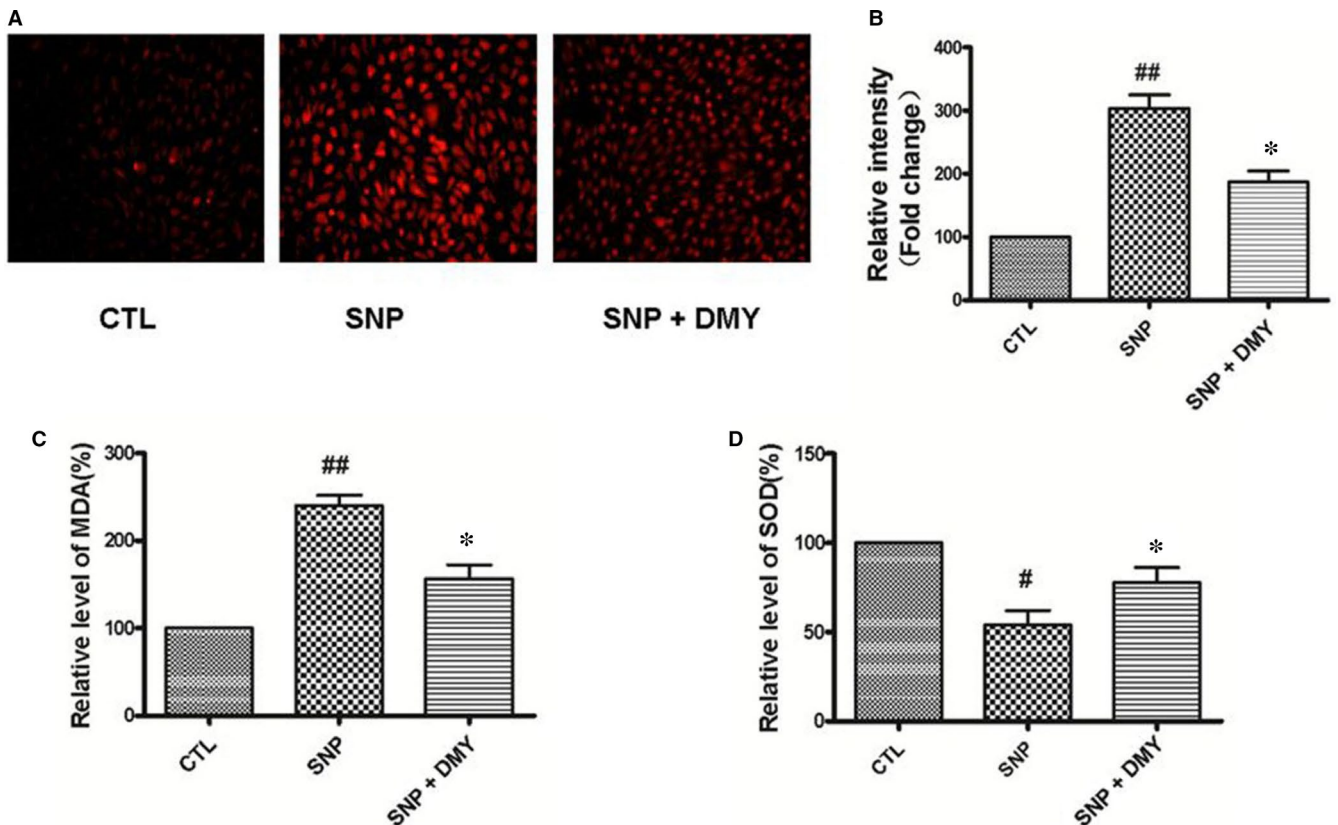 A
CTL
SNP
SNP + DMY
B
Relative intensity
(Fold change)
400
300
200
100
0
##
*
CTL
SNP
SNP + DMY
C
Relative level of MDA(%)
300
200
100
0
##
*
CTL
SNP
SNP + DMY
D
Relative level of SOD(%)
150
100
50
0
#
*
CTL
SNP
SNP + DMY